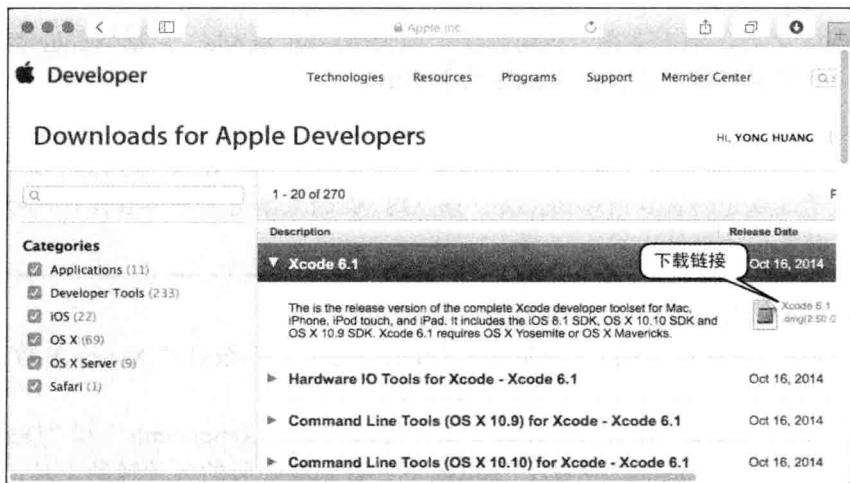 Apple Inc.
Developer
Technologies Resources Programs Support Member Center
Downloads for Apple Developers
Hi, YONG HUANG
1 - 20 of 270
Description Release Date
Categories
Applications (11)
Developer Tools (233)
iOS (22)
OS X (69)
OS X Server (9)
Safari (1)
Xcode 6.1 Oct 16, 2014
下载链接
The is the release version of the complete Xcode developer toolset for Mac,
iPhone, iPod touch, and iPad. It includes the iOS 8.1 SDK, OS X 10.10 SDK and
OS X 10.9 SDK. Xcode 6.1 requires OS X Yosemite or OS X Mavericks.
Xcode 6.1
.dmg(2.50 G
Hardware IO Tools for Xcode - Xcode 6.1 Oct 16, 2014
Command Line Tools (OS X 10.9) for Xcode - Xcode 6.1 Oct 16, 2014
Command Line Tools (OS X 10.10) for Xcode - Xcode 6.1 Oct 16, 2014